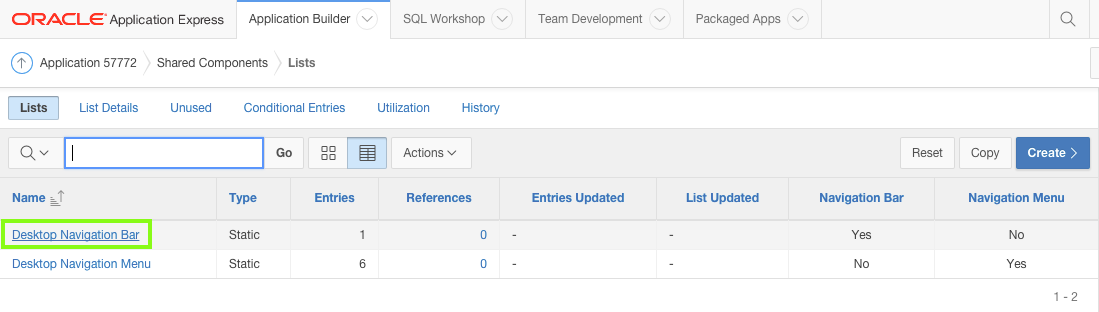 ORACLE Application Express Application Builder SQL Workshop Team Development Packaged Apps
Application 57772 Shared Components Lists
Lists List Details Unused Conditional Entries Utilization History
Go Actions Reset Copy Create
Name Type Entries References Entries Updated List Updated Navigation Bar Navigation Menu
Desktop Navigation Bar Static 1 0 - - Yes No
Desktop Navigation Menu Static 6 0 - - No Yes
1 - 2